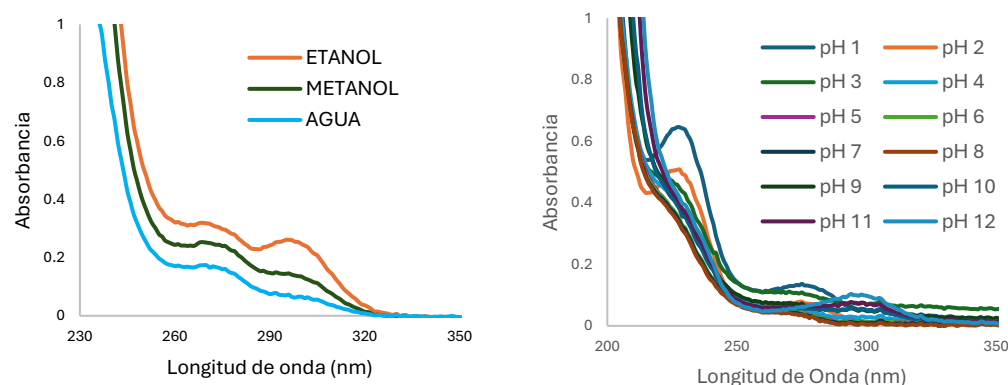 1
0.8
0.6
0.4
0.2
0
230
260
290
320
350
Absorbancia
Longitud de onda (nm)
ETANOL
METANOL
AGUA
1
0.8
0.6
0.4
0.2
0
200
250
300
350
Absorbancia
Longitud de Onda (nm)
pH 1 pH 2
pH 3 pH 4
pH 5 pH 6
pH 7 pH 8
pH 9 pH 10
pH 11 pH 12